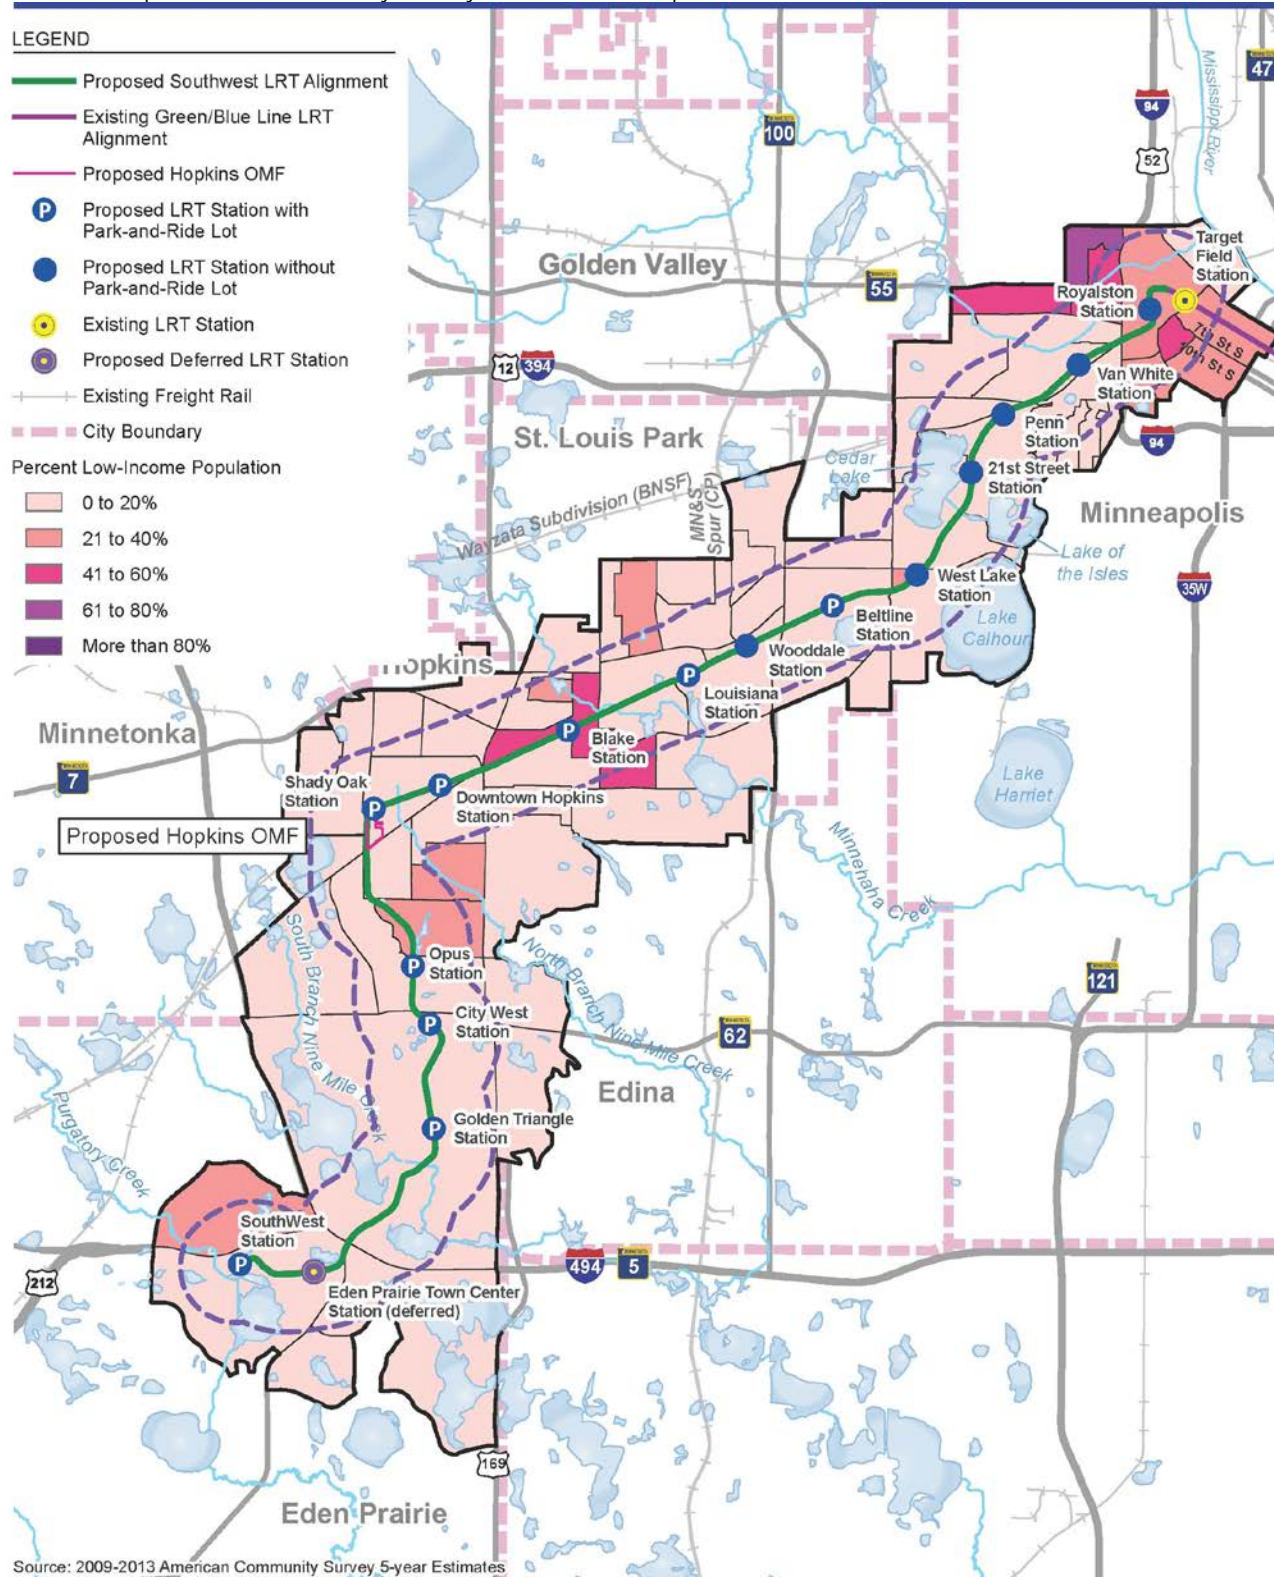 LEGEND
Proposed Southwest LRT Alignment
Existing Green/Blue Line LRT
Alignment
Proposed Hopkins OMF
P
Proposed LRT Station with
Park-and-Ride Lot
Proposed LRT Station without
Park-and-Ride Lot
Existing LRT Station
Proposed Deferred LRT Station
Existing Freight Rail
City Boundary
Percent Low-Income Population
0 to 20%
21 to 40%
41 to 60%
61 to 80%
More than 80%
47
94
100
52
Mississippi River
Golden Valley
55
Target
Field
Station
Royalston
Station
7th St S
10th St S
12
394
Van White
Station
St. Louis Park
Penn
Station
94
Cedar
Lake
21st Street
Station
Wayzata Subdivision (BNSF)
MN&S
Spur (CP)
Minneapolis
Lake of
the Isles
West Lake
Station
35W
P
Beltline
Station
Lake
Calhoun
Wooddale
Station
Hopkins
P
Louisiana
Station
Minnetonka
P
Blake
Station
7
Shady Oak
Station
P
P
Downtown Hopkins
Station
Lake
Harriet
Proposed Hopkins OMF
Minnehaha Creek
South Branch Nine Mile Creek
North Branch Nine Mile Creek
P
Opus
Station
121
P
City West
Station
62
Edina
Purgatory Creek
P
Golden Triangle
Station
SouthWest
Station
P
494
5
212
Eden Prairie Town Center
Station (deferred)
169
Eden Prairie
Source: 2009-2013 American Community Survey 5-year Estimates